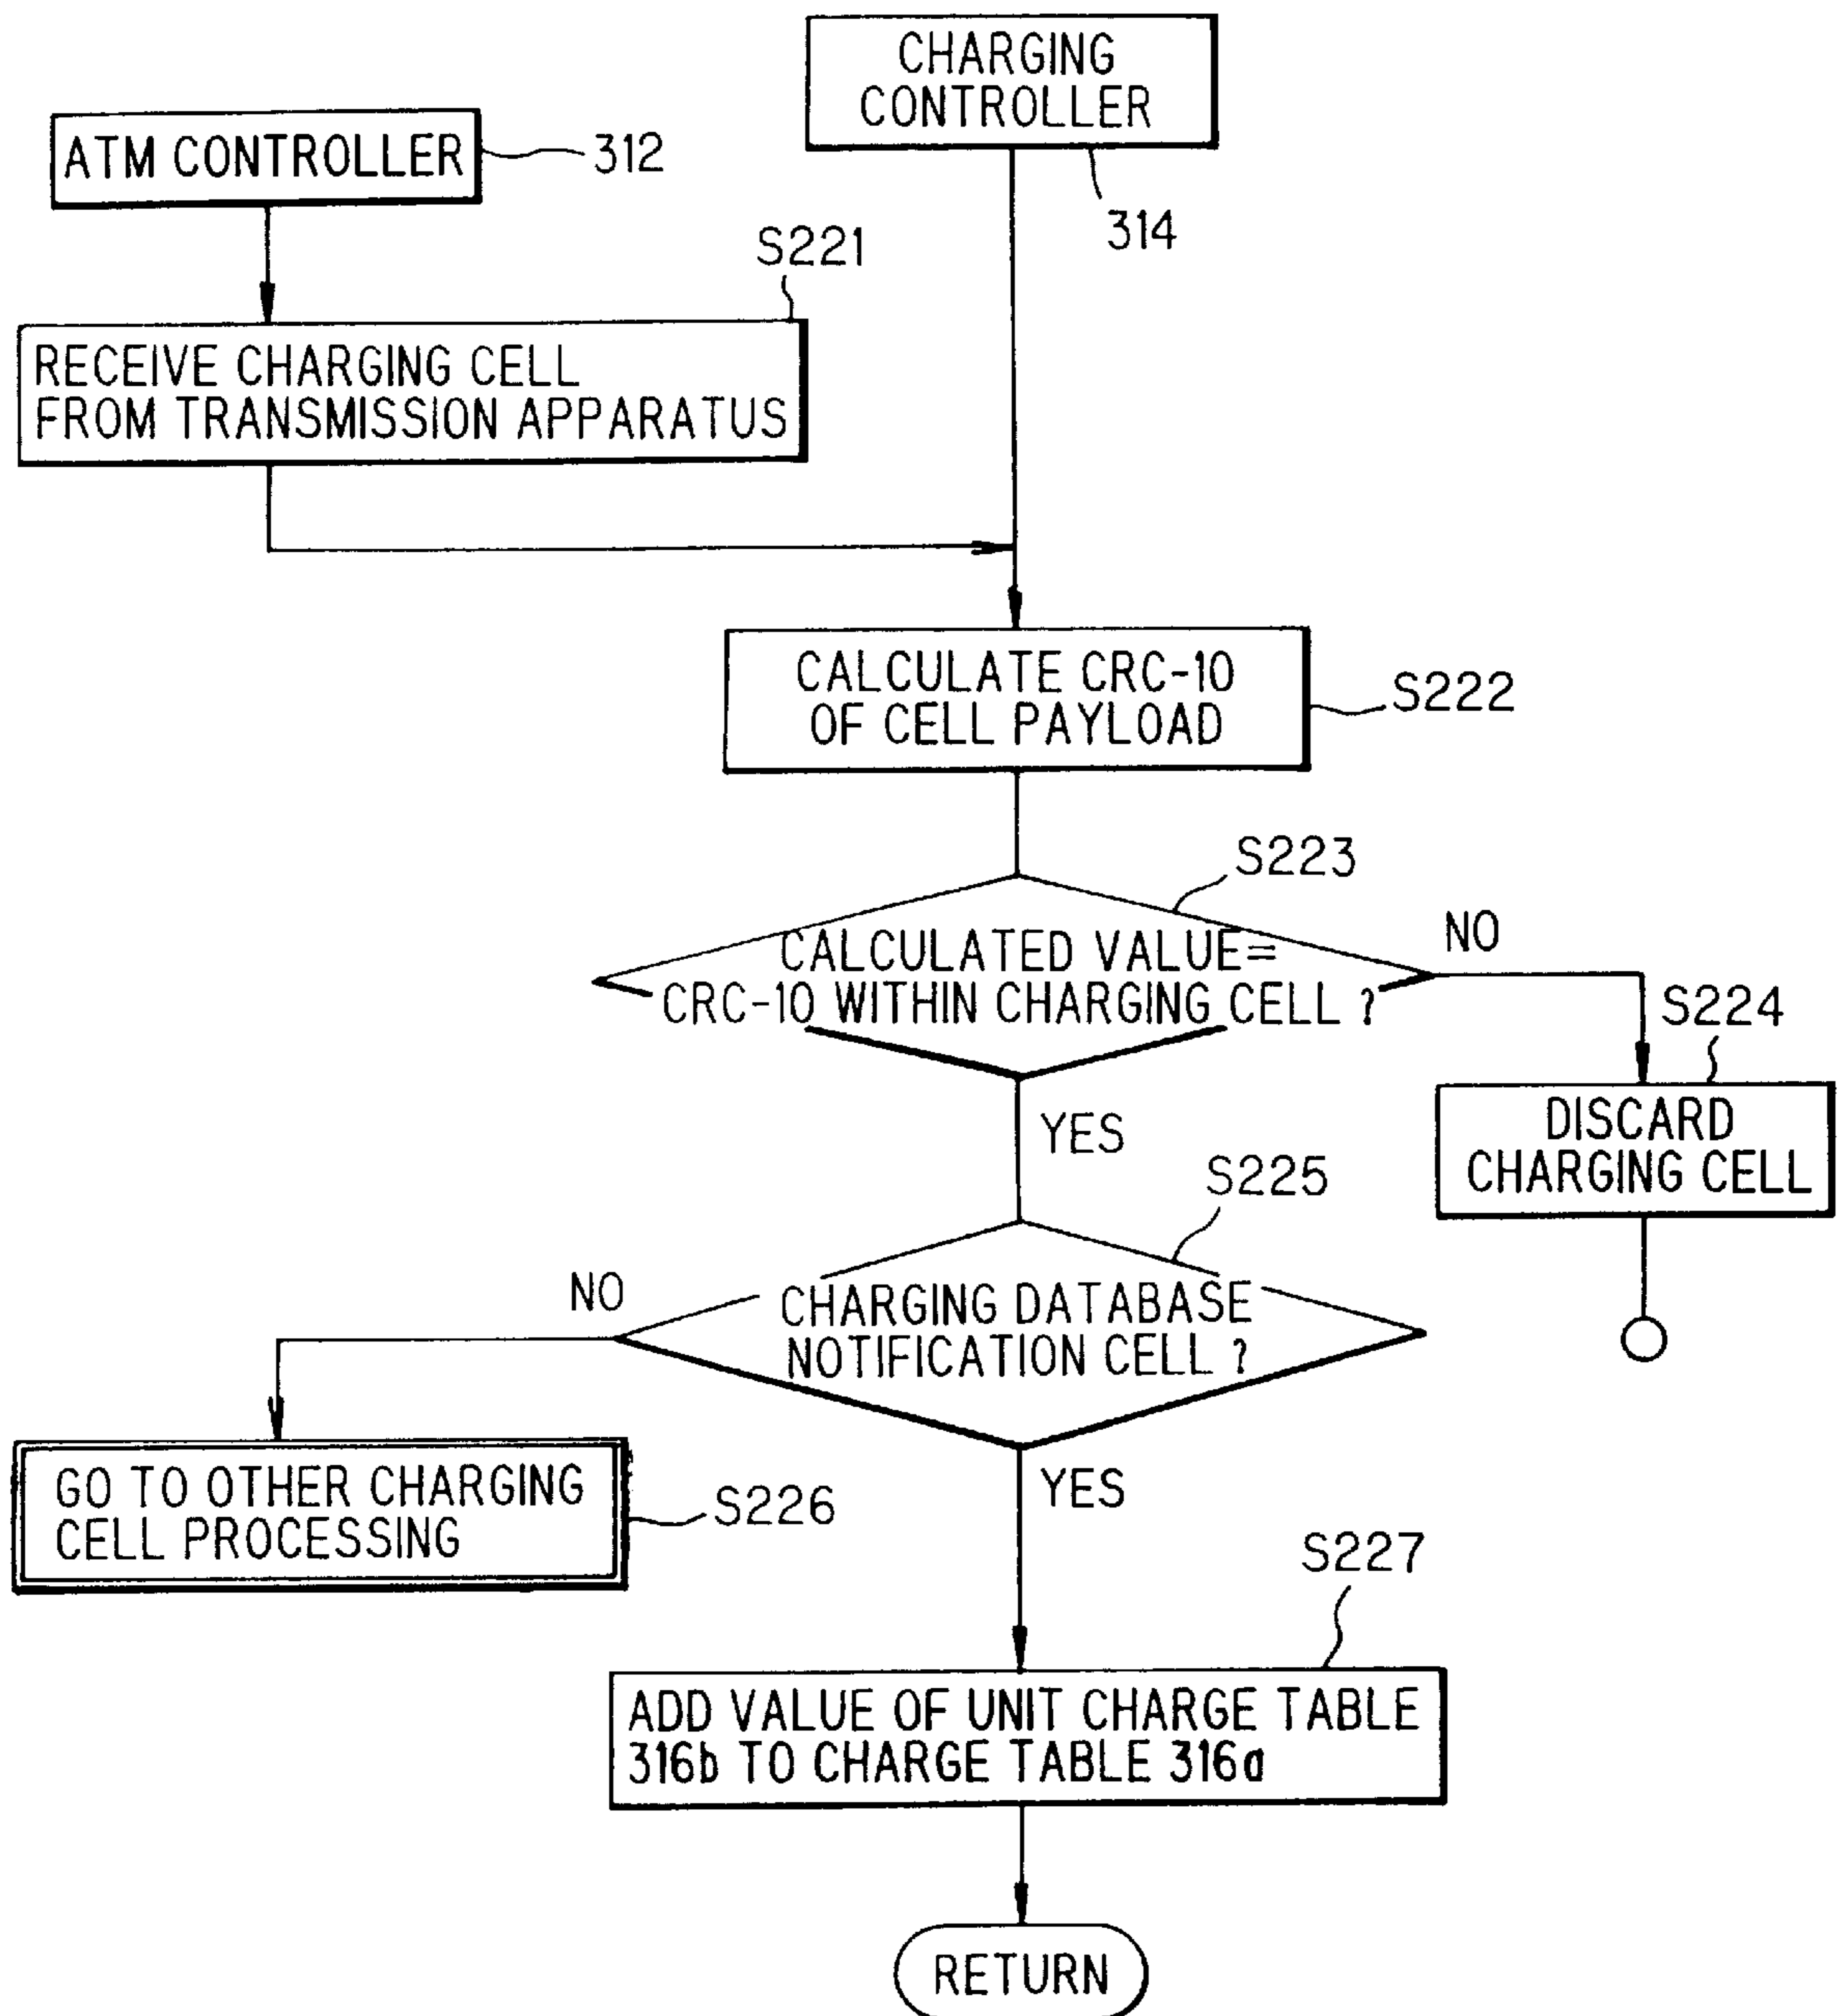 CHARGING
CONTROLLER
314
ATM CONTROLLER
312
S221
RECEIVE CHARGING CELL
FROM TRANSMISSION APPARATUS
CALCULATE CRC-10
OF CELL PAYLOAD
S222
S223
CALCULATED VALUE=
CRC-10 WITHIN CHARGING CELL ?
NO
S224
DISCARD
CHARGING CELL
YES
S225
CHARGING DATABASE
NOTIFICATION CELL ?
NO
GO TO OTHER CHARGING
CELL PROCESSING
S226
YES
S227
ADD VALUE OF UNIT CHARGE TABLE
316b TO CHARGE TABLE 316a
RETURN